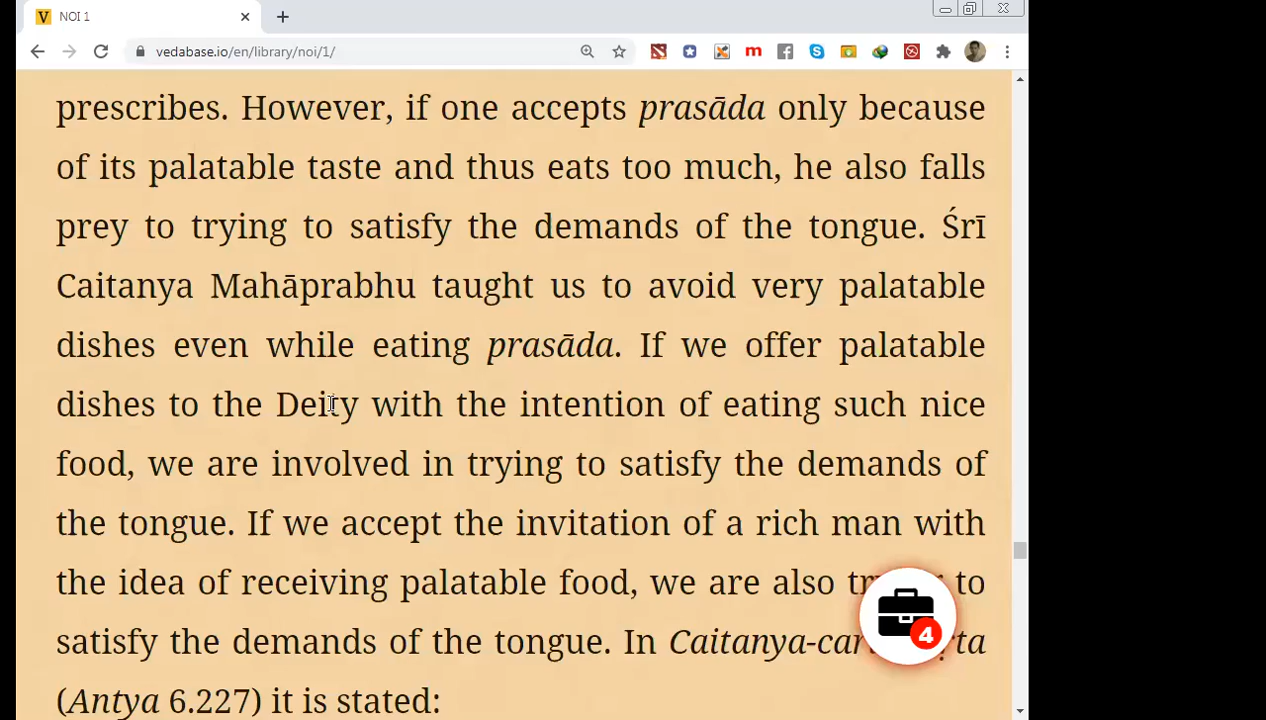 V NOI 1
vedabase.io/en/library/noi/1/
m
prescribes. However, if one accepts prasāda only because
of its palatable taste and thus eats too much, he also falls
prey to trying to satisfy the demands of the tongue. Śrī
Caitanya Mahāprabhu taught us to avoid very palatable
dishes even while eating prasāda. If we offer palatable
dishes to the Deity with the intention of eating such nice
food, we are involved in trying to satisfy the demands of
the tongue. If we accept the invitation of a rich man with
the idea of receiving palatable food, we are also to
satisfy the demands of the tongue. In
(Antya 6.227) it is stated:
4